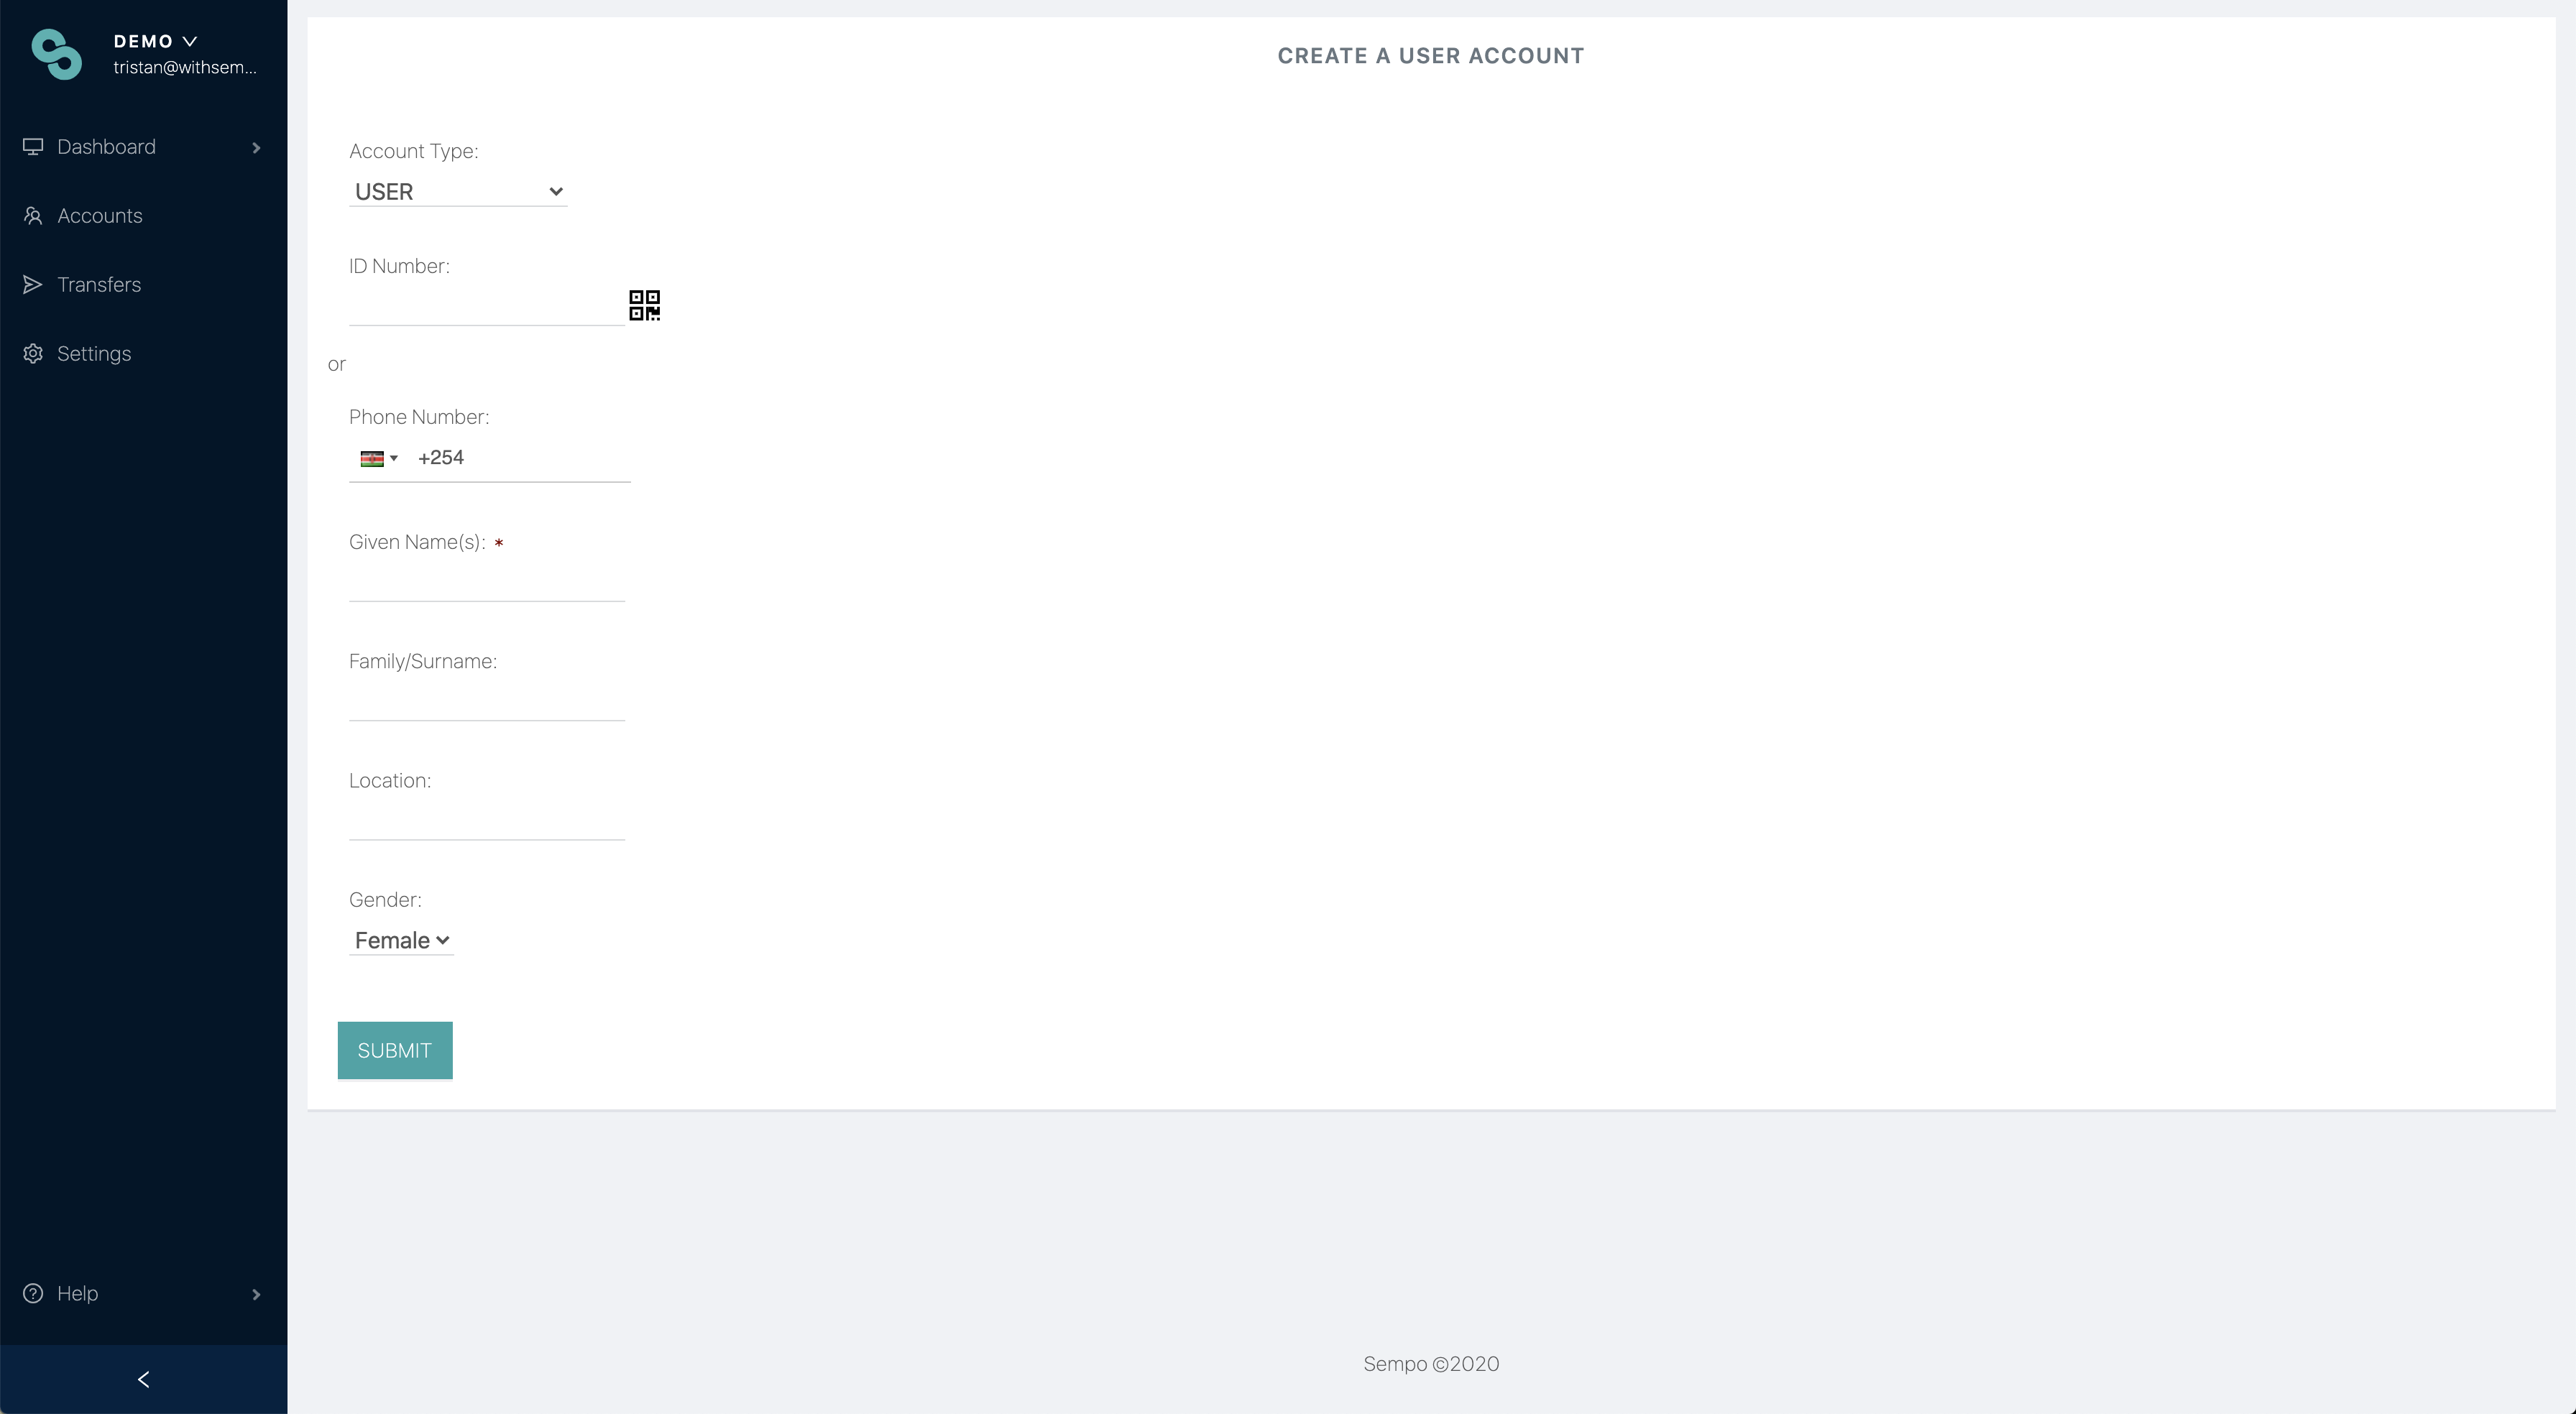 DEMO
tristan@withsem...
Dashboard
Accounts
Transfers
Settings
Help
CREATE A USER ACCOUNT
Account Type:
USER
ID Number:
or
Phone Number:
+254
Given Name(s): *
Family/Surname:
Location:
Gender:
Female
SUBMIT
Sempo ©2020